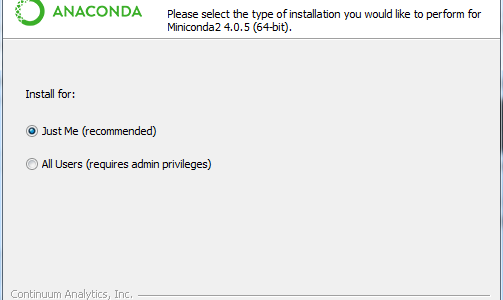 ANACONDA
Please select the type of installation you would like to perform for
Miniconda2 4.0.5 (64-bit).
Install for:
Just Me (recommended)
All Users (requires admin privileges)
Continuum Analytics, Inc.